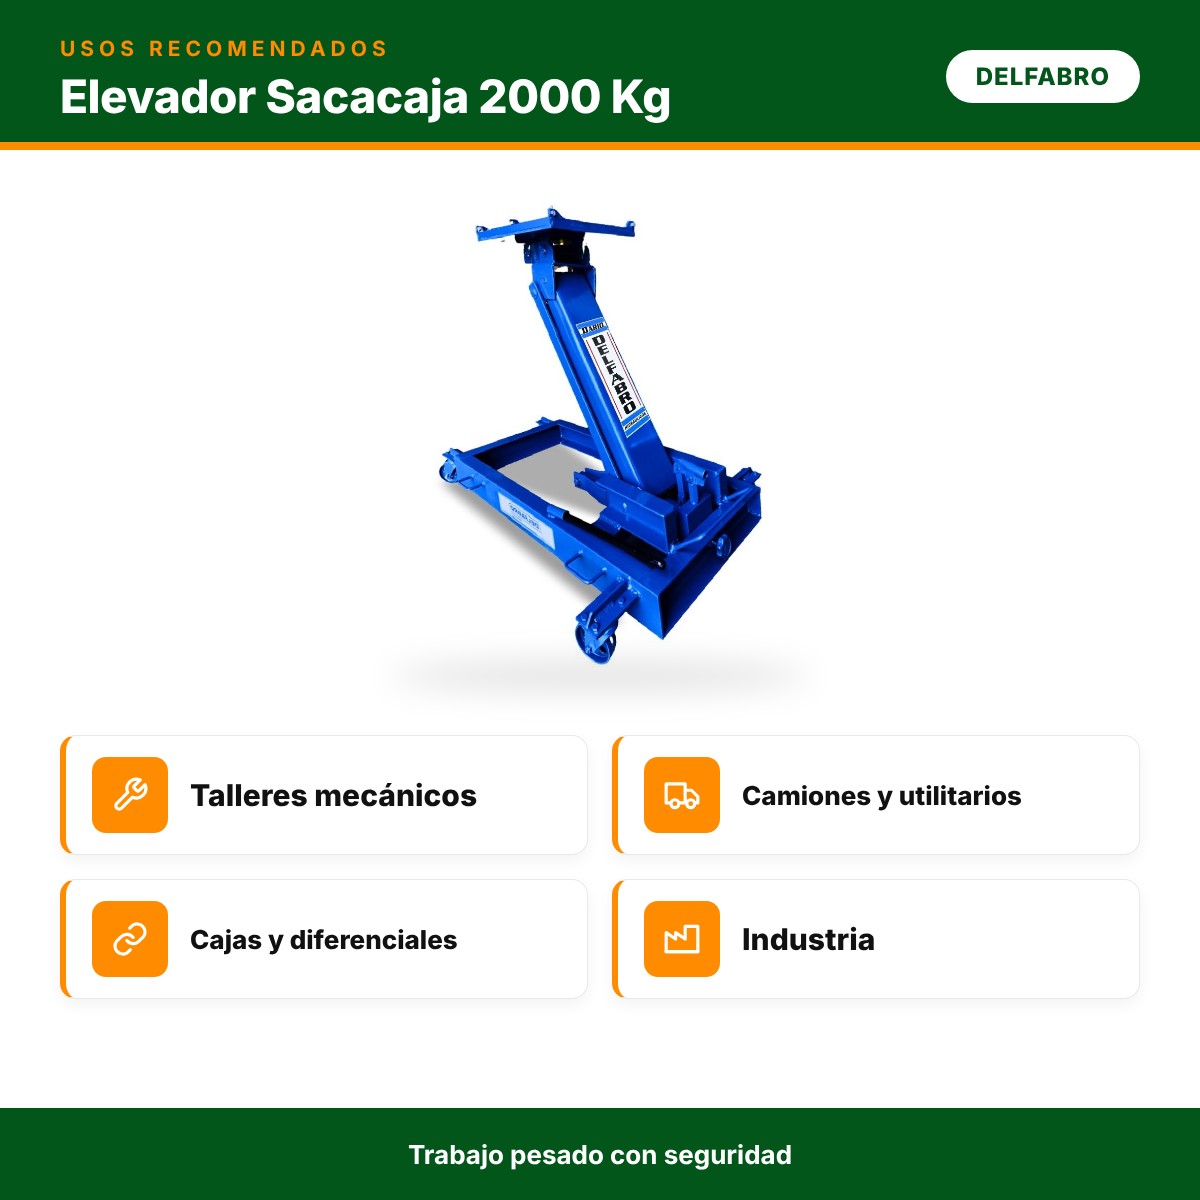 USOS RECOMENDADOS
Elevador Sacacaja 2000 Kg
DELFABRO
DELFABRO
Talleres mecánicos
Camiones y utilitarios
Cajas y diferenciales
Industria
Trabajo pesado con seguridad